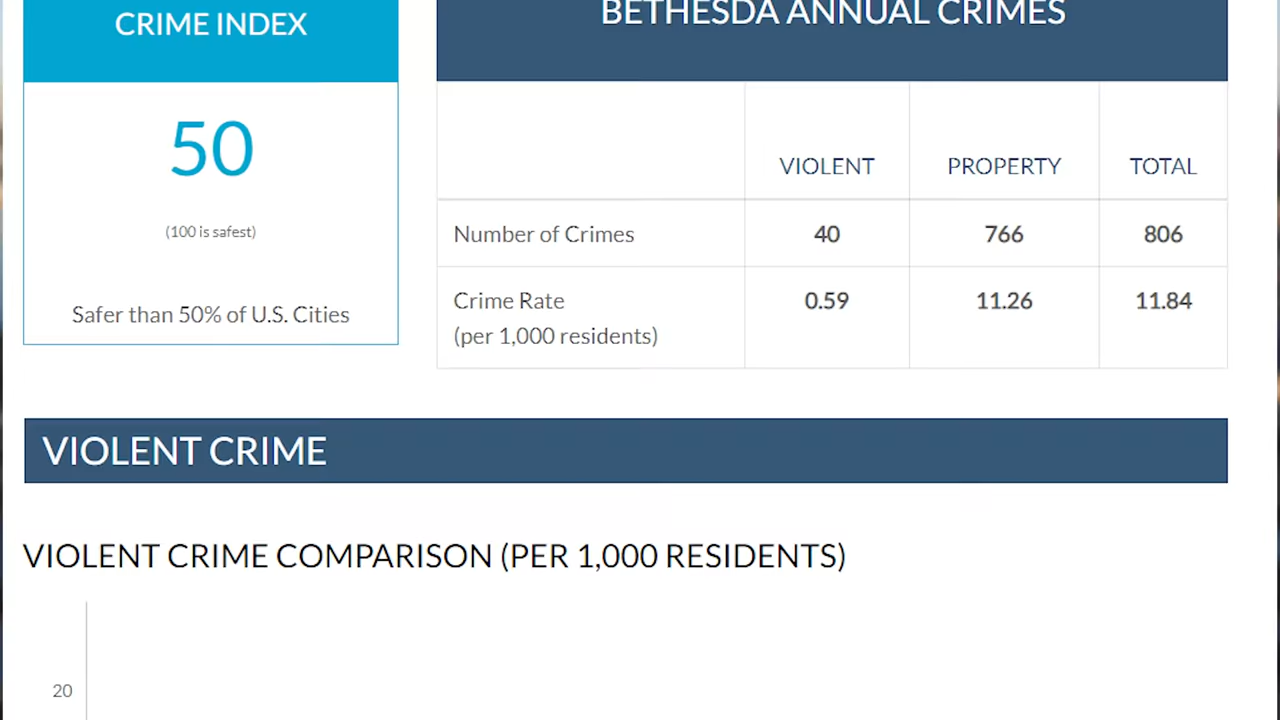 CRIME INDEX
BETHESDA ANNUAL CRIMES
50
(100 is safest)
Safer than 50% of U.S. Cities
VIOLENT PROPERTY TOTAL
Number of Crimes 40 766 806
Crime Rate 0.59 11.26 11.84
(per 1,000 residents)
VIOLENT CRIME
VIOLENT CRIME COMPARISON (PER 1,000 RESIDENTS)
20